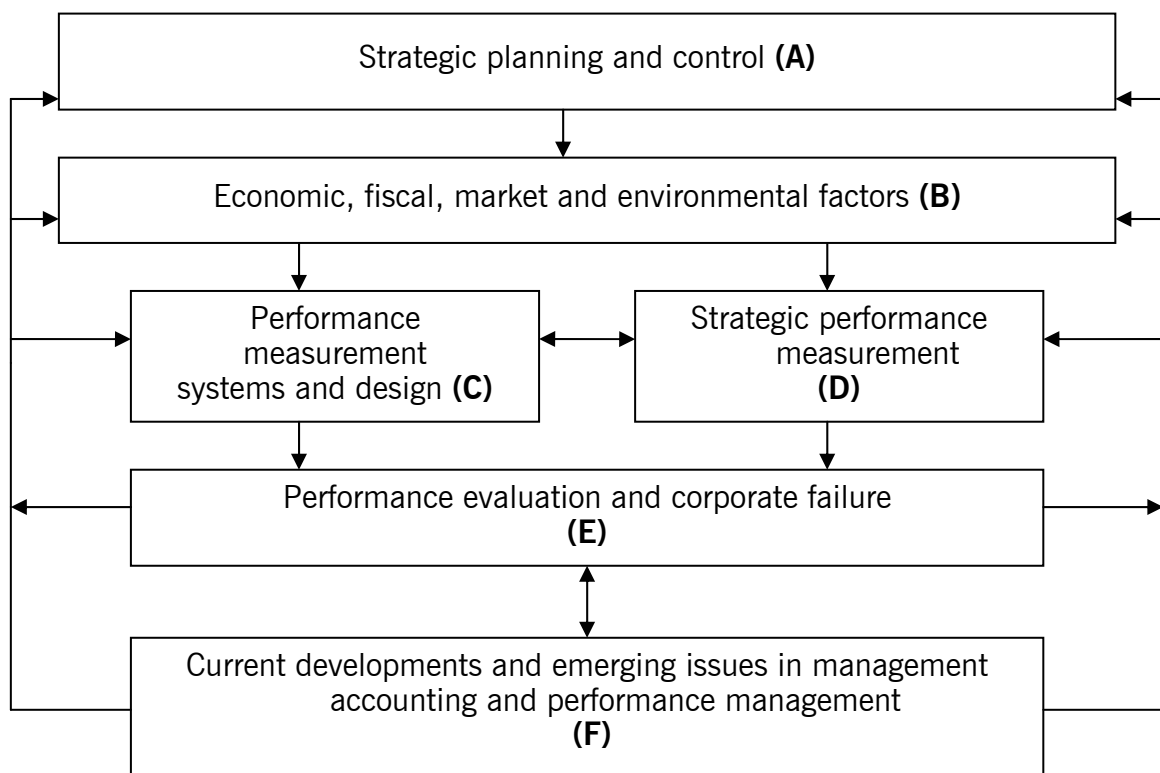 Strategic planning and control (A)
Economic, fiscal, market and environmental factors (B)
Performance
measurement
systems and design (C)
Strategic performance
measurement
(D)
Performance evaluation and corporate failure
(E)
Current developments and emerging issues in management
accounting and performance management
(F)